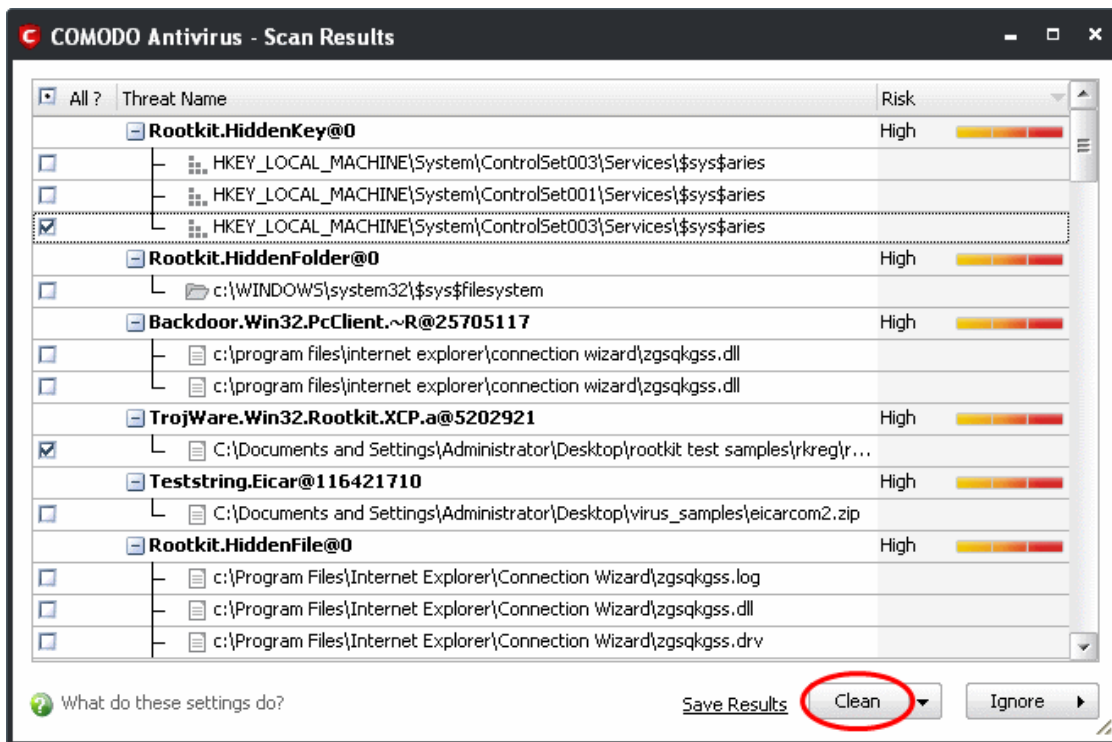 COMODO Antivirus - Scan Results
All ? Threat Name Risk
Rootkit.HiddenKey@0 High
HKEY_LOCAL_MACHINE\System\ControlSet003\Services\$sys$aries
HKEY_LOCAL_MACHINE\System\ControlSet001\Services\$sys$aries
HKEY_LOCAL_MACHINE\System\ControlSet003\Services\$sys$aries
Rootkit.HiddenFolder@0 High
c:\WINDOWS\system32\$sys$filesystem
Backdoor.Win32.PcClient.~R@25705117 High
c:\program files\internet explorer\connection wizard\zgsqkgss.dll
c:\program files\internet explorer\connection wizard\zgsqkgss.dll
TrojWare.Win32.Rootkit.XCP.a@5202921 High
C:\Documents and Settings\Administrator\Desktop\rootkit test samples\rkreg\r...
Teststring.Eicar@116421710 High
C:\Documents and Settings\Administrator\Desktop\virus_samples\eicarcom2.zip
Rootkit.HiddenFile@0 High
c:\Program Files\Internet Explorer\Connection Wizard\zgsqkgss.log
c:\Program Files\Internet Explorer\Connection Wizard\zgsqkgss.dll
c:\Program Files\Internet Explorer\Connection Wizard\zgsqkgss.drv
What do these settings do? Save Results Clean Ignore